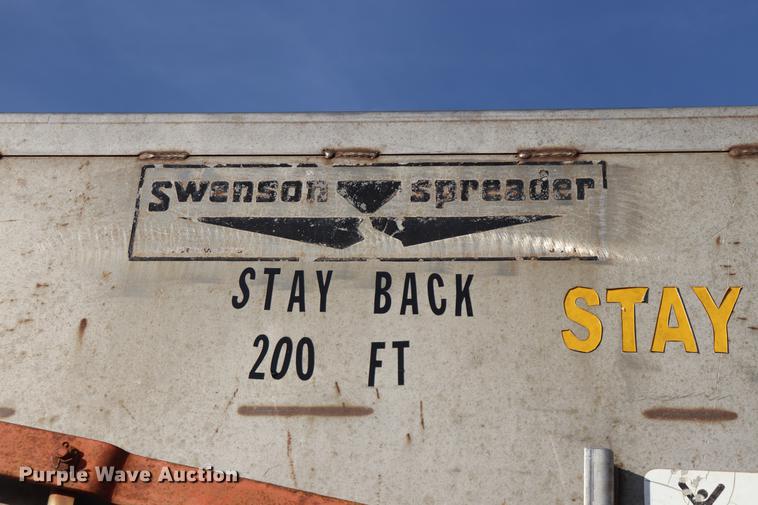 Swenson spreader
STAY BACK
200 FT
STAY
Purple Wave Auction